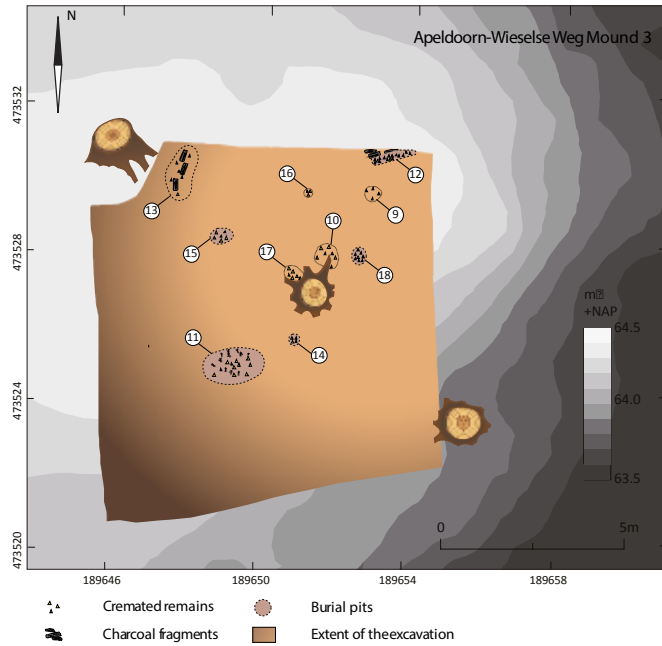 N
Apeldoorn-Wieselse Weg Mound 3
473532
473528
473524
473520
16
12
9
13
10
15
17
18
11
14
m
+NAP
64.5
64.0
63.5
0 5m
189646 189650 189654 189658
Cremated remains Burial pits
Charcoal fragments Extent of theexcavation